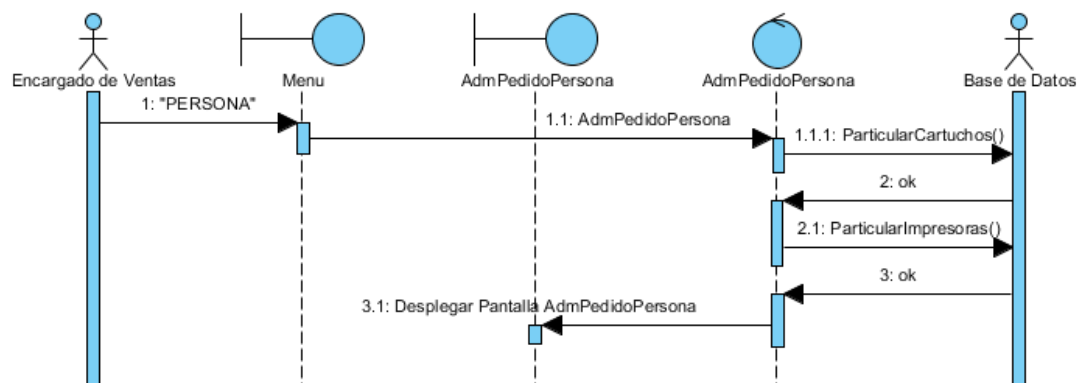 Encargado de Ventas
Menu
AdmPedidoPersona
AdmPedidoPersona
Base de Datos
1: "PERSONA"
1.1: AdmPedidoPersona
1.1.1: ParticularCartuchos()
2: ok
2.1: ParticularImpresoras()
3: ok
3.1: Desplegar Pantalla AdmPedidoPersona